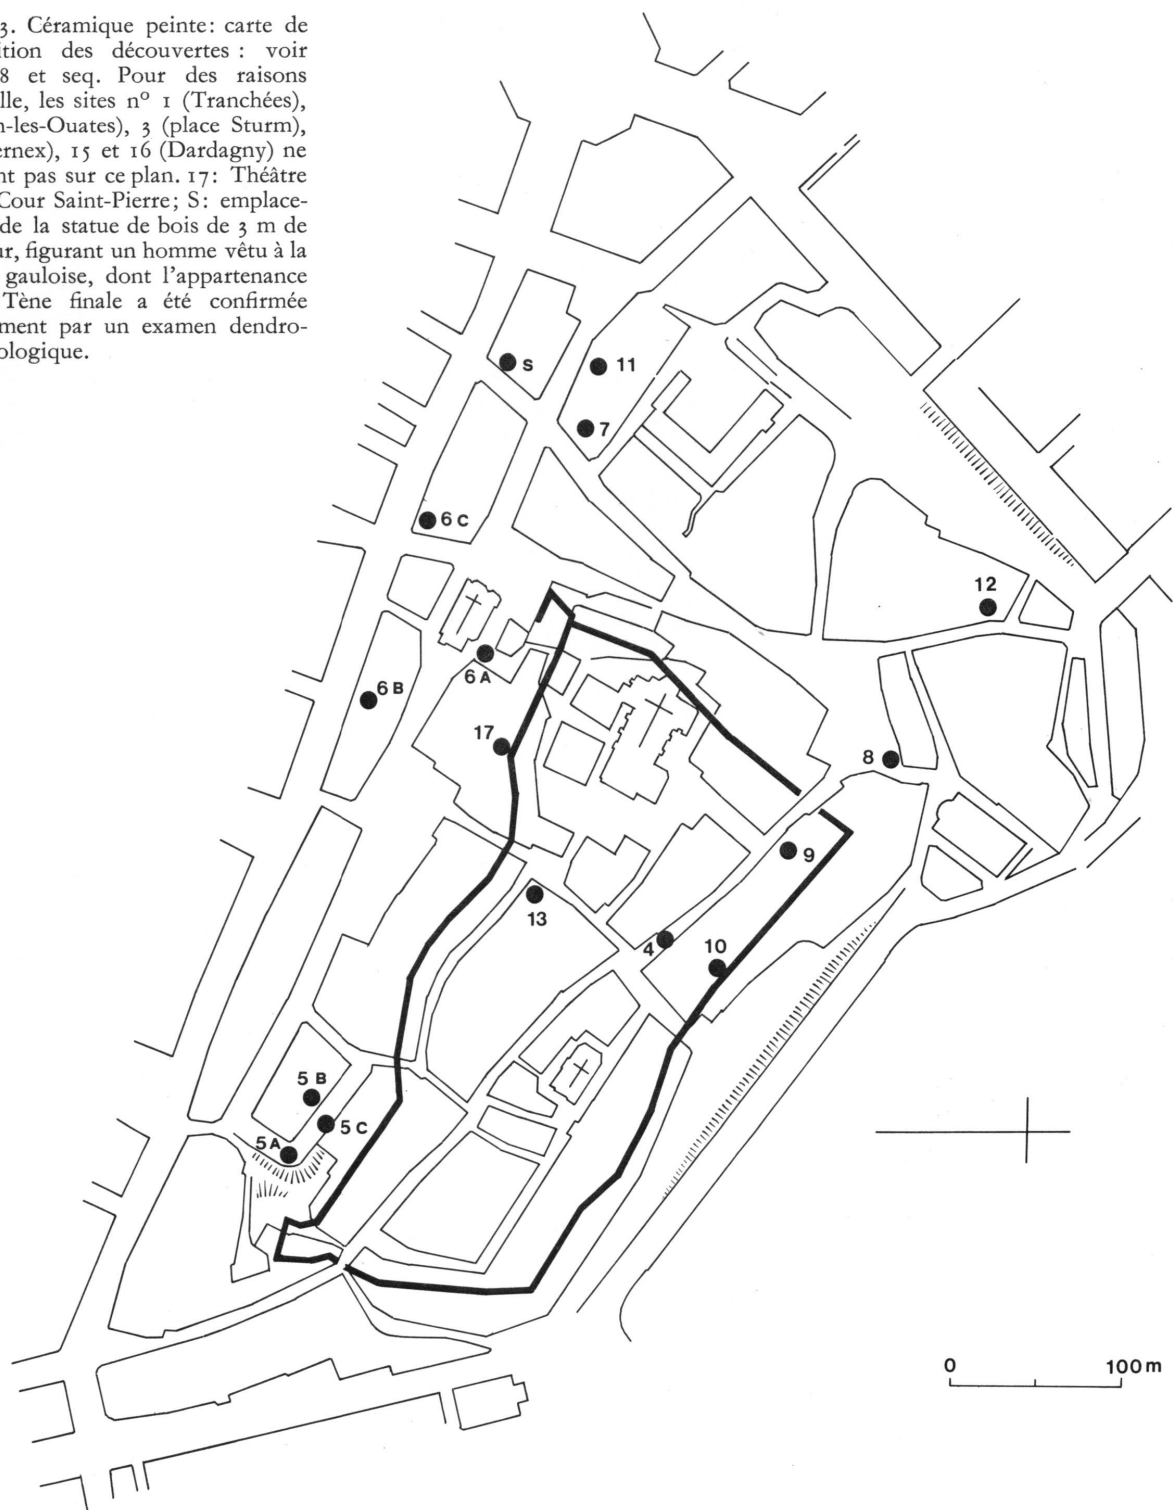 3. Céramique peinte: carte de
ition des découvertes : voir
8 et seq. Pour des raisons
lle, les sites nº 1 (Tranchées),
n-les-Ouates), 3 (place Sturm),
ernex), 15 et 16 (Dardagny) ne
nt pas sur ce plan. 17: Théâtre
Cour Saint-Pierre; S: emplace-
de la statue de bois de 3 m de
ur, figurant un homme vêtu à la
gauloise, dont l'appartenance
Tène finale a été confirmée
ment par un examen dendro-
ologique.
S
11
7
6 C
12
6 A
6 B
17
8
9
13
4
10
5 B
5 C
5 A
0 100 m